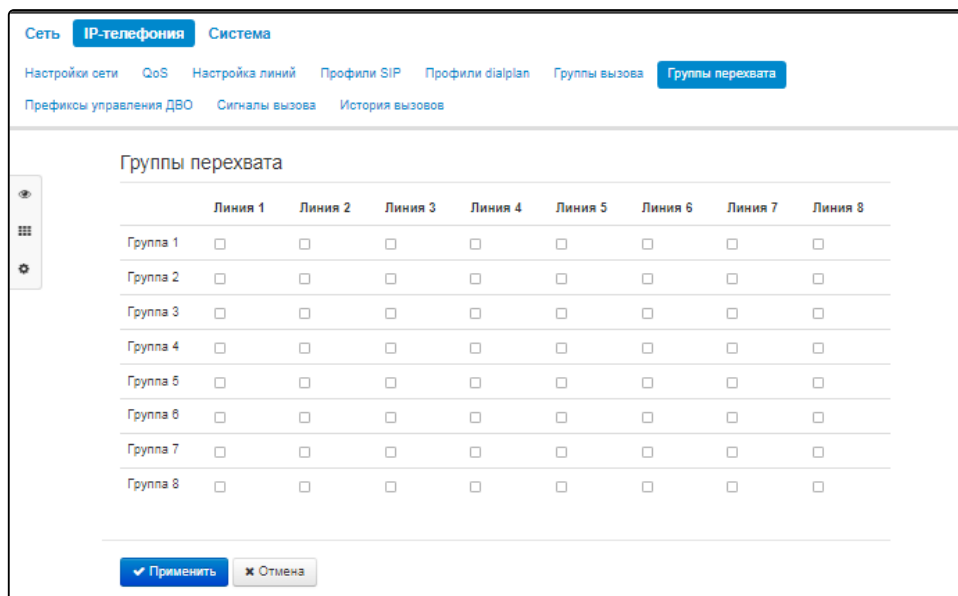 Сеть IP-телефония Система
Настройки сети QoS Настройка линий Профили SIP Профили dialplan Группы вызова Группы перехвата
Префиксы управления ДВО Сигналы вызова История вызовов
Группы перехвата
Линия 1 Линия 2 Линия 3 Линия 4 Линия 5 Линия 6 Линия 7 Линия 8
Группа 1
Группа 2
Группа 3
Группа 4
Группа 5
Группа 6
Группа 7
Группа 8
Применить Отмена